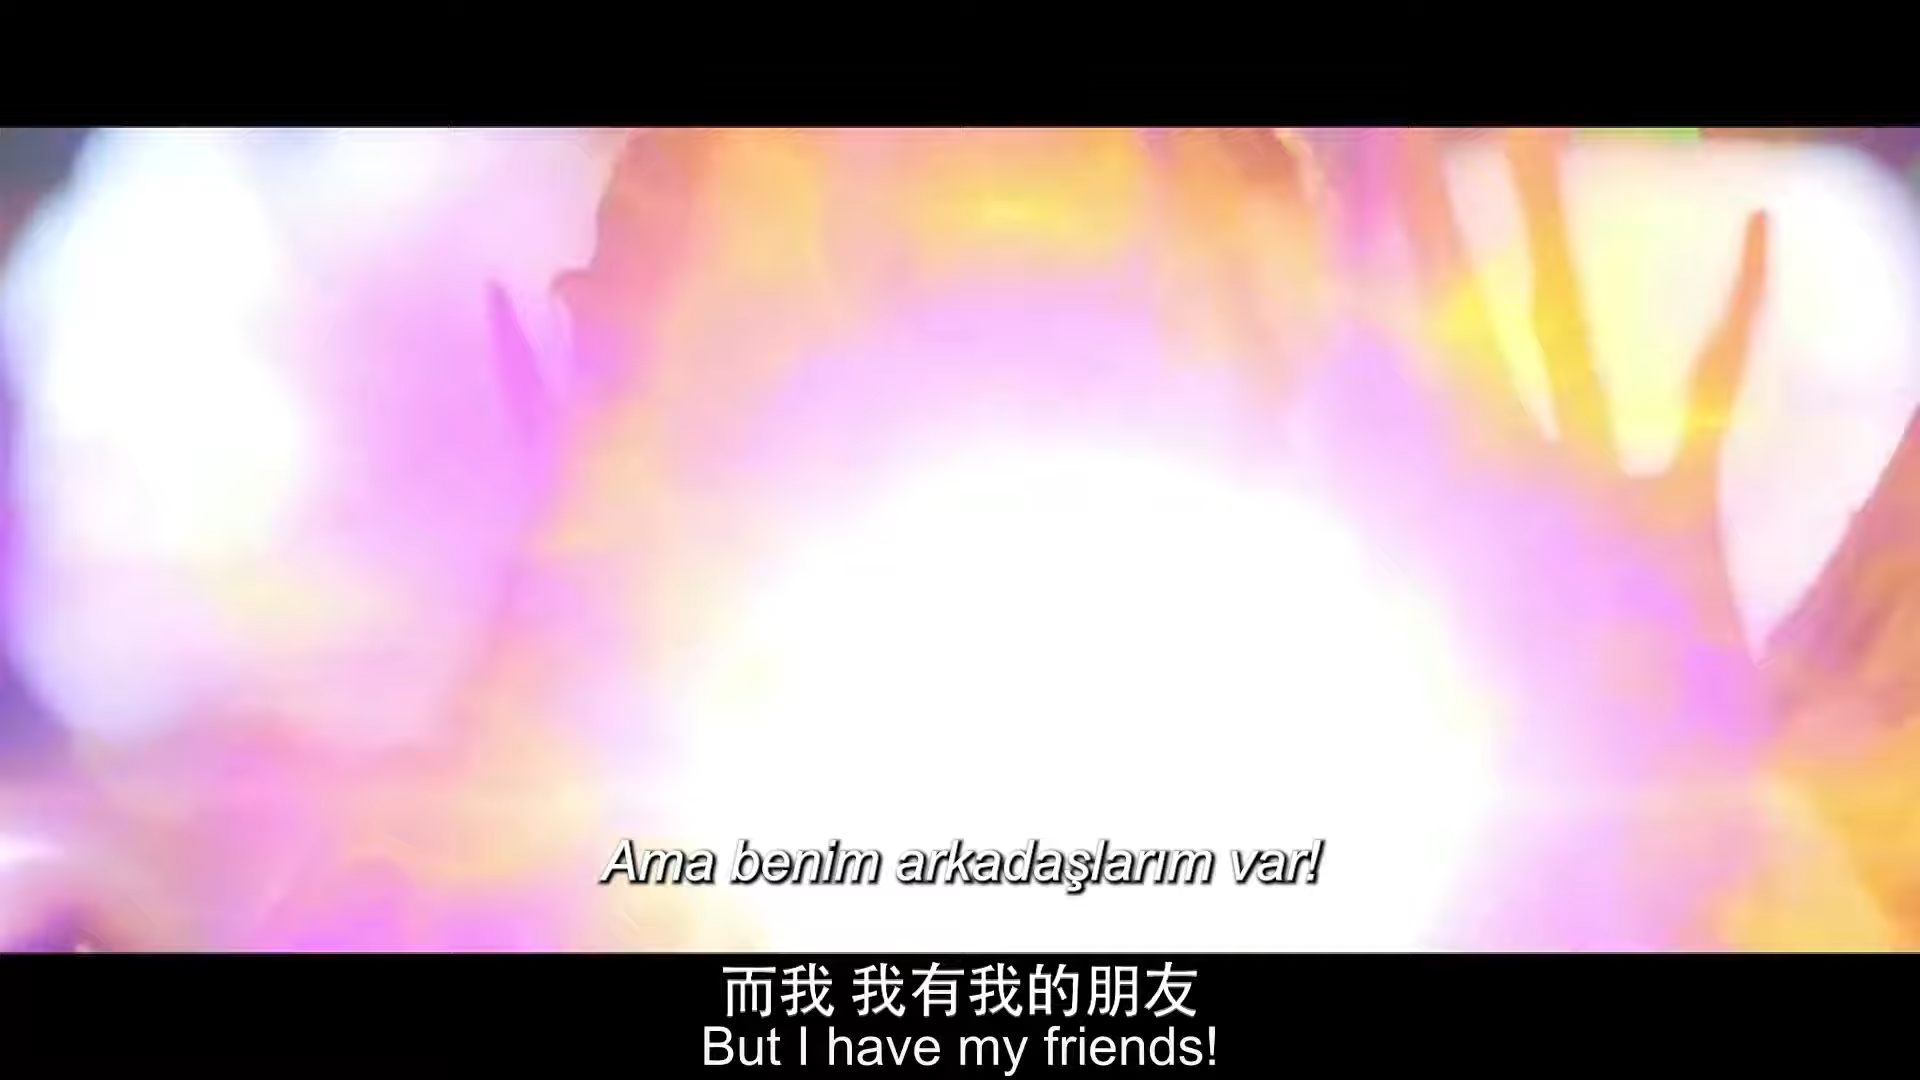 Ama benim arkadaşlarım var!
而我 我有我的朋友
But I have my friends!